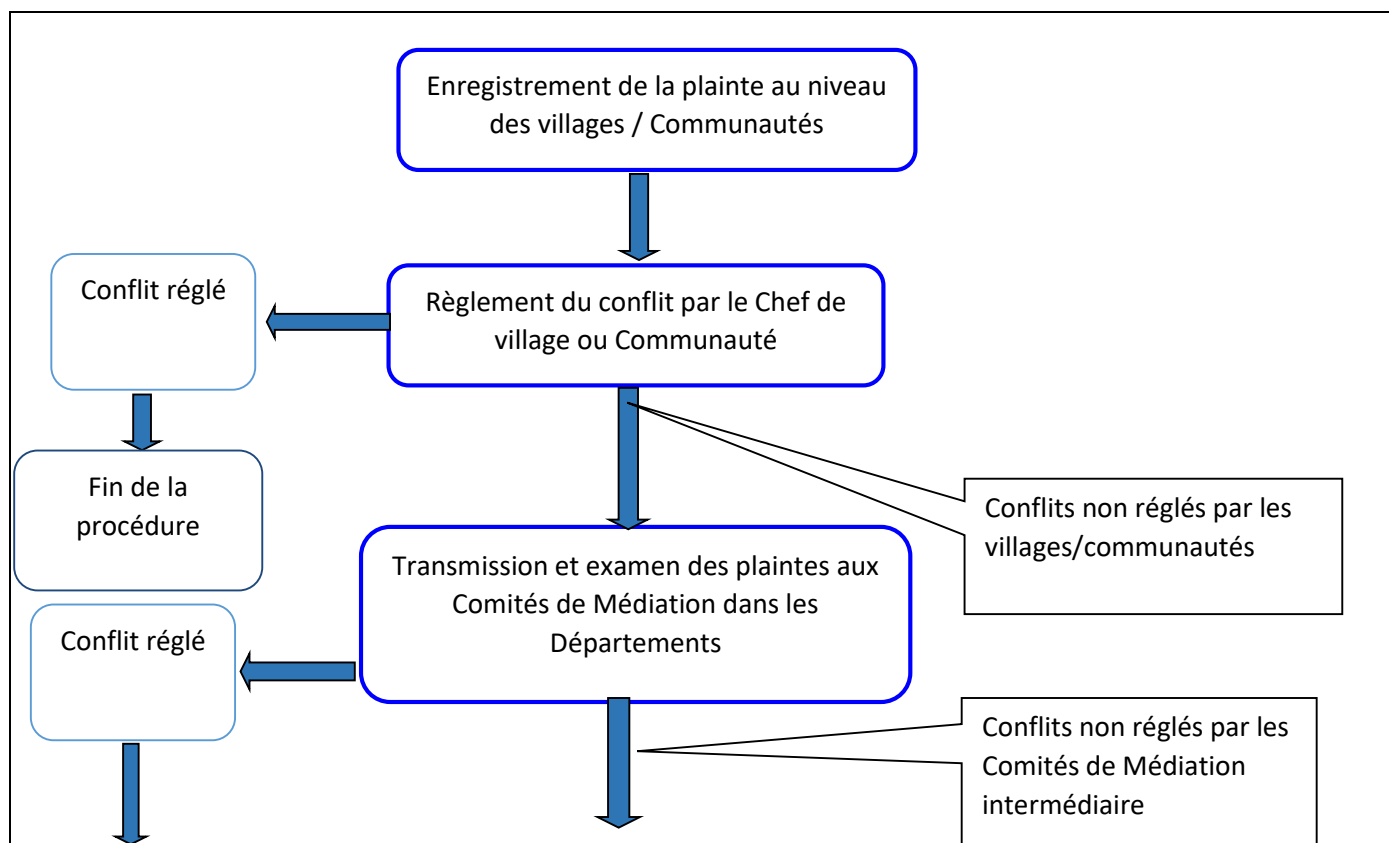 Enregistrement de la plainte au niveau
des villages / Communautés
Conflit réglé
Règlement du conflit par le Chef de
village ou Communauté
Fin de la
procédure
Conflits non réglés par les
villages/communautés
Transmission et examen des plaintes aux
Comités de Médiation dans les
Départements
Conflit réglé
Conflits non réglés par les
Comités de Médiation
intermédiaire